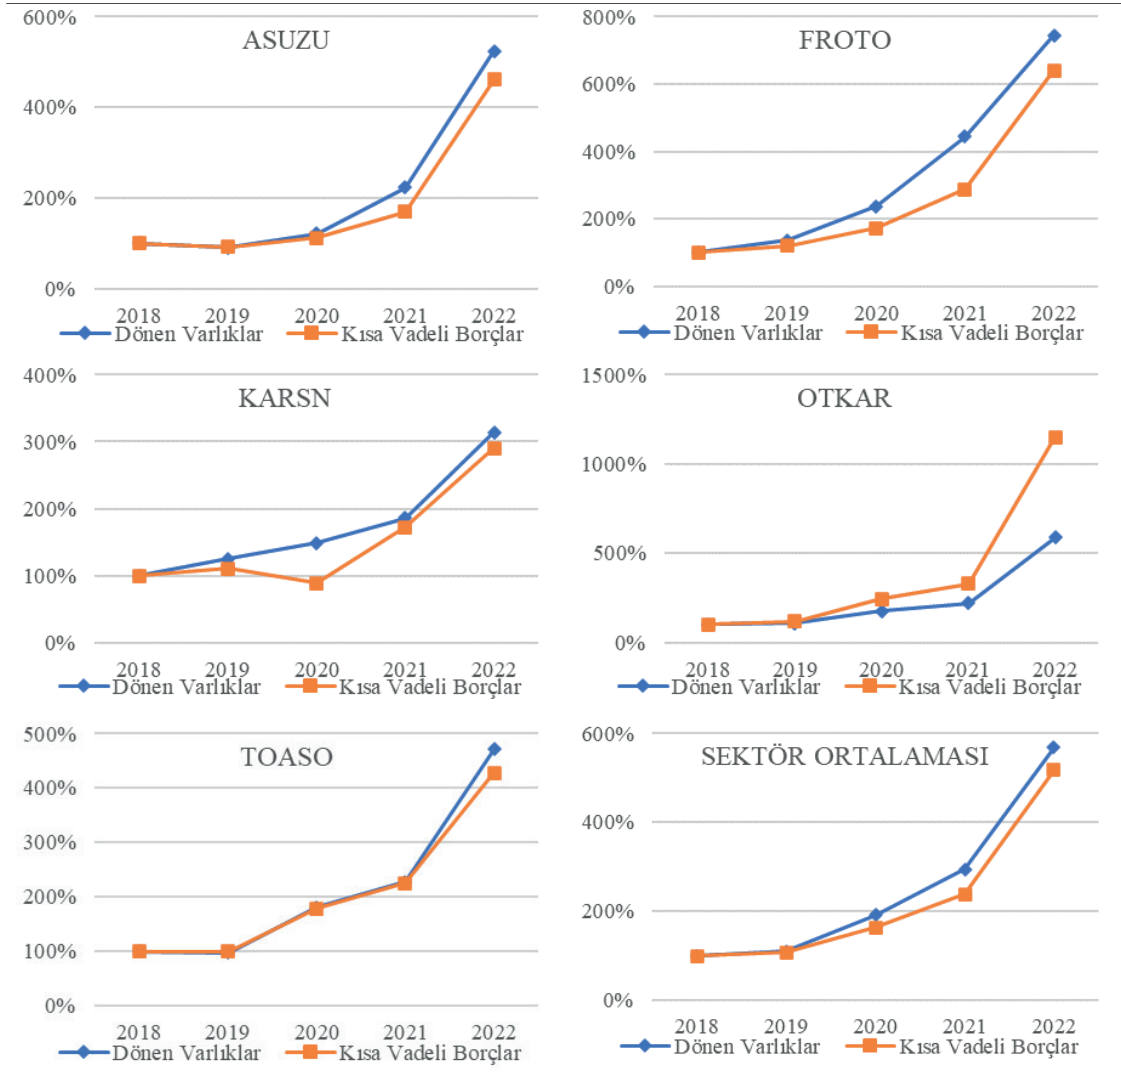 ASUZU
600%
400%
200%
0%
2018 2019 2020 2021 2022
Dönen Varlıklar Kısa Vadeli Borçlar
FROTO
800%
600%
400%
200%
0%
2018 2019 2020 2021 2022
Dönen Varlıklar Kısa Vadeli Borçlar
KARSN
400%
300%
200%
100%
0%
2018 2019 2020 2021 2022
Dönen Varlıklar Kısa Vadeli Borçlar
OTKAR
1500%
1000%
500%
0%
2018 2019 2020 2021 2022
Dönen Varlıklar Kısa Vadeli Borçlar
TOASO
500%
400%
300%
200%
100%
0%
2018 2019 2020 2021 2022
Dönen Varlıklar Kısa Vadeli Borçlar
SEKTÖR ORTALAMASI
600%
400%
200%
0%
2018 2019 2020 2021 2022
Dönen Varlıklar Kısa Vadeli Borçlar